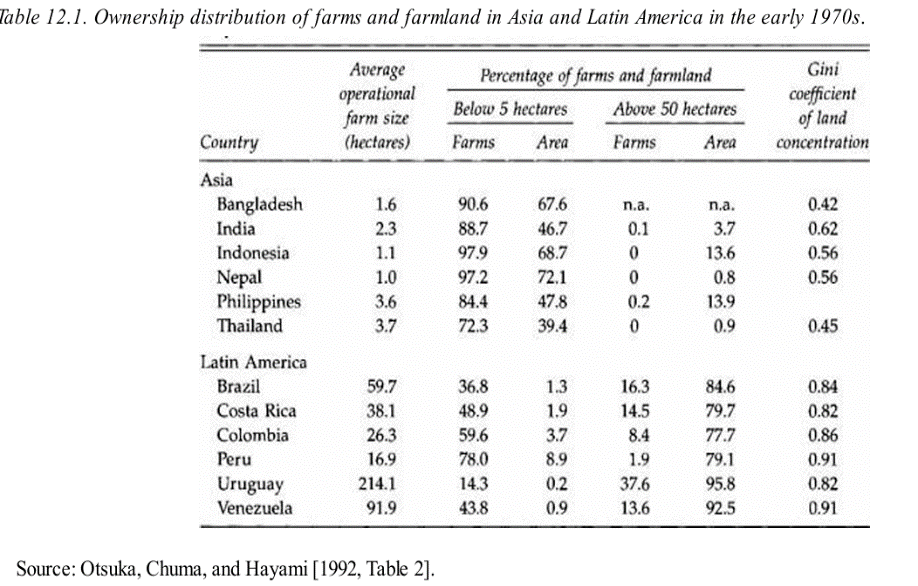 Table 12.1. Ownership distribution of farms and farmland in Asia and Latin America in the early 1970s.
Average operational farm size (hectares)
Percentage of farms and farmland
Gini coefficient of land concentration
Below 5 hectares Above 50 hectares
Country Farms Area Farms Area
Asia
Bangladesh 1.6 90.6 67.6 n.a. n.a. 0.42
India 2.3 88.7 46.7 0.1 3.7 0.62
Indonesia 1.1 97.9 68.7 0 13.6 0.56
Nepal 1.0 97.2 72.1 0 0.8 0.56
Philippines 3.6 84.4 47.8 0.2 13.9
Thailand 3.7 72.3 39.4 0 0.9 0.45
Latin America
Brazil 59.7 36.8 1.3 16.3 84.6 0.84
Costa Rica 38.1 48.9 1.9 14.5 79.7 0.82
Colombia 26.3 59.6 3.7 8.4 77.7 0.86
Peru 16.9 78.0 8.9 1.9 79.1 0.91
Uruguay 214.1 14.3 0.2 37.6 95.8 0.82
Venezuela 91.9 43.8 0.9 13.6 92.5 0.91
Source: Otsuka, Chuma, and Hayami [1992, Table 2].